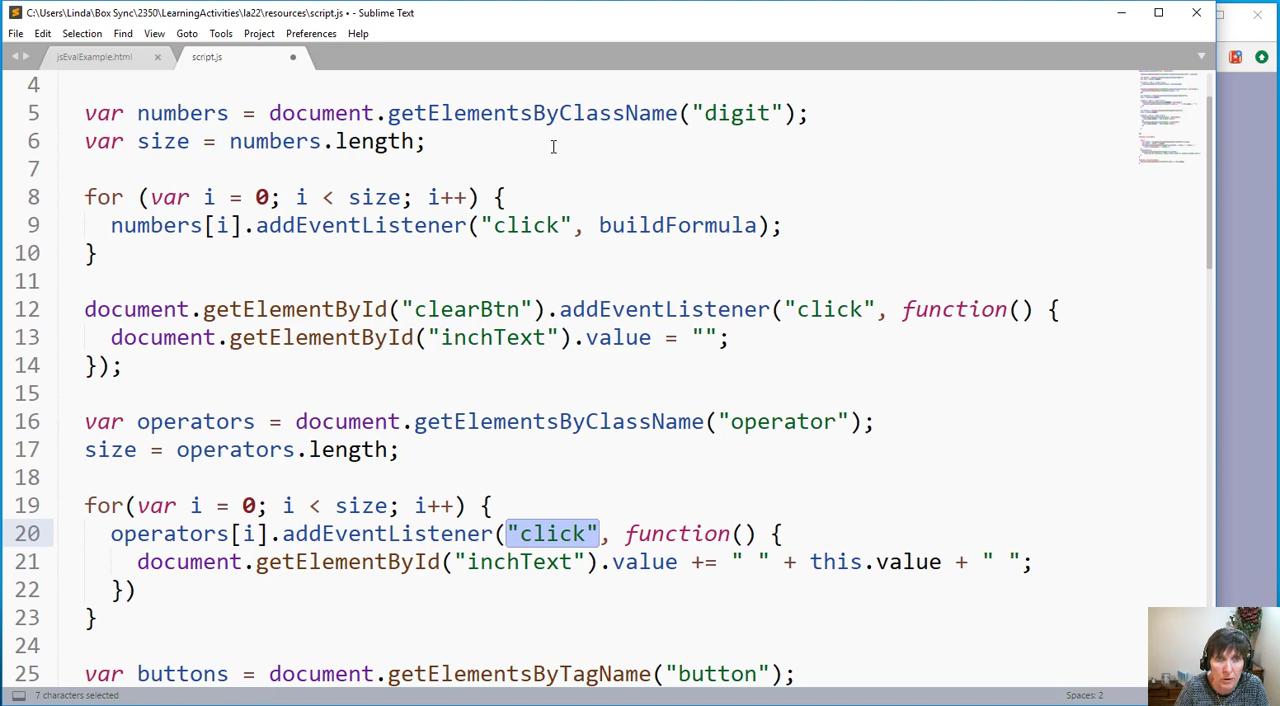 C:\Users\Linda\Box Sync\2350\LearningActivities\la22\resources\script.js • - Sublime Text
File Edit Selection Find View Goto Tools Project Preferences Help
jsEvalExample.html script.js
4
5 var numbers = document.getElementsByClassName("digit");
6 var size = numbers.length;
7
8 for (var i = 0; i < size; i++) {
9 numbers[i].addEventListener("click", buildFormula);
10 }
11
12 document.getElementById("clearBtn").addEventListener("click", function() {
13 document.getElementById("inchText").value = "";
14 });
15
16 var operators = document.getElementsByClassName("operator");
17 size = operators.length;
18
19 for(var i = 0; i < size; i++) {
20 operators[i].addEventListener("click", function() {
21 document.getElementById("inchText").value += " " + this.value + " ";
22 })
23 }
24
25 var buttons = document.getElementsByTagName("button");
7 characters selected Spaces: 2